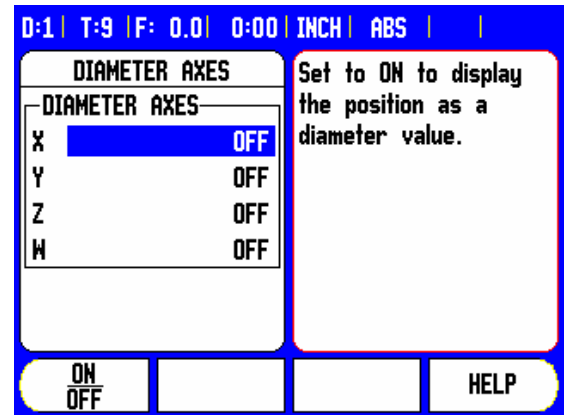 D:1| T:9 |F: 0.0| 0:00| INCH| ABS | |
DIAMETER AXES
DIAMETER AXES
X OFF
Y OFF
Z OFF
W OFF
Set to ON to display
the position as a
diameter value.
ON
OFF
HELP